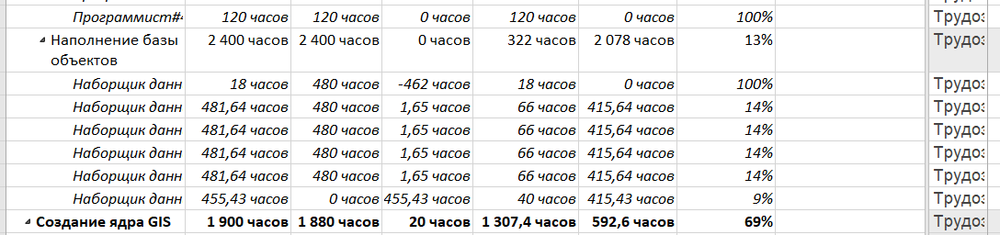 Программист#4 120 часов 120 часов 0 часов 120 часов 0 часов 100% Трудоз
Наполнение базы 2 400 часов 2 400 часов 0 часов 322 часов 2 078 часов 13% Трудоз
объектов
Наборщик данн 18 часов 480 часов -462 часов 18 часов 0 часов 100% Трудоз
Наборщик данн 481,64 часов 480 часов 1,65 часов 66 часов 415,64 часов 14% Трудоз
Наборщик данн 481,64 часов 480 часов 1,65 часов 66 часов 415,64 часов 14% Трудоз
Наборщик данн 481,64 часов 480 часов 1,65 часов 66 часов 415,64 часов 14% Трудоз
Наборщик данн 481,64 часов 480 часов 1,65 часов 66 часов 415,64 часов 14% Трудоз
Наборщик данн 455,43 часов 0 часов 455,43 часов 40 часов 415,43 часов 9% Трудоз
Создание ядра GIS 1 900 часов 1 880 часов 20 часов 1 307,4 часов 592,6 часов 69% Трудоз